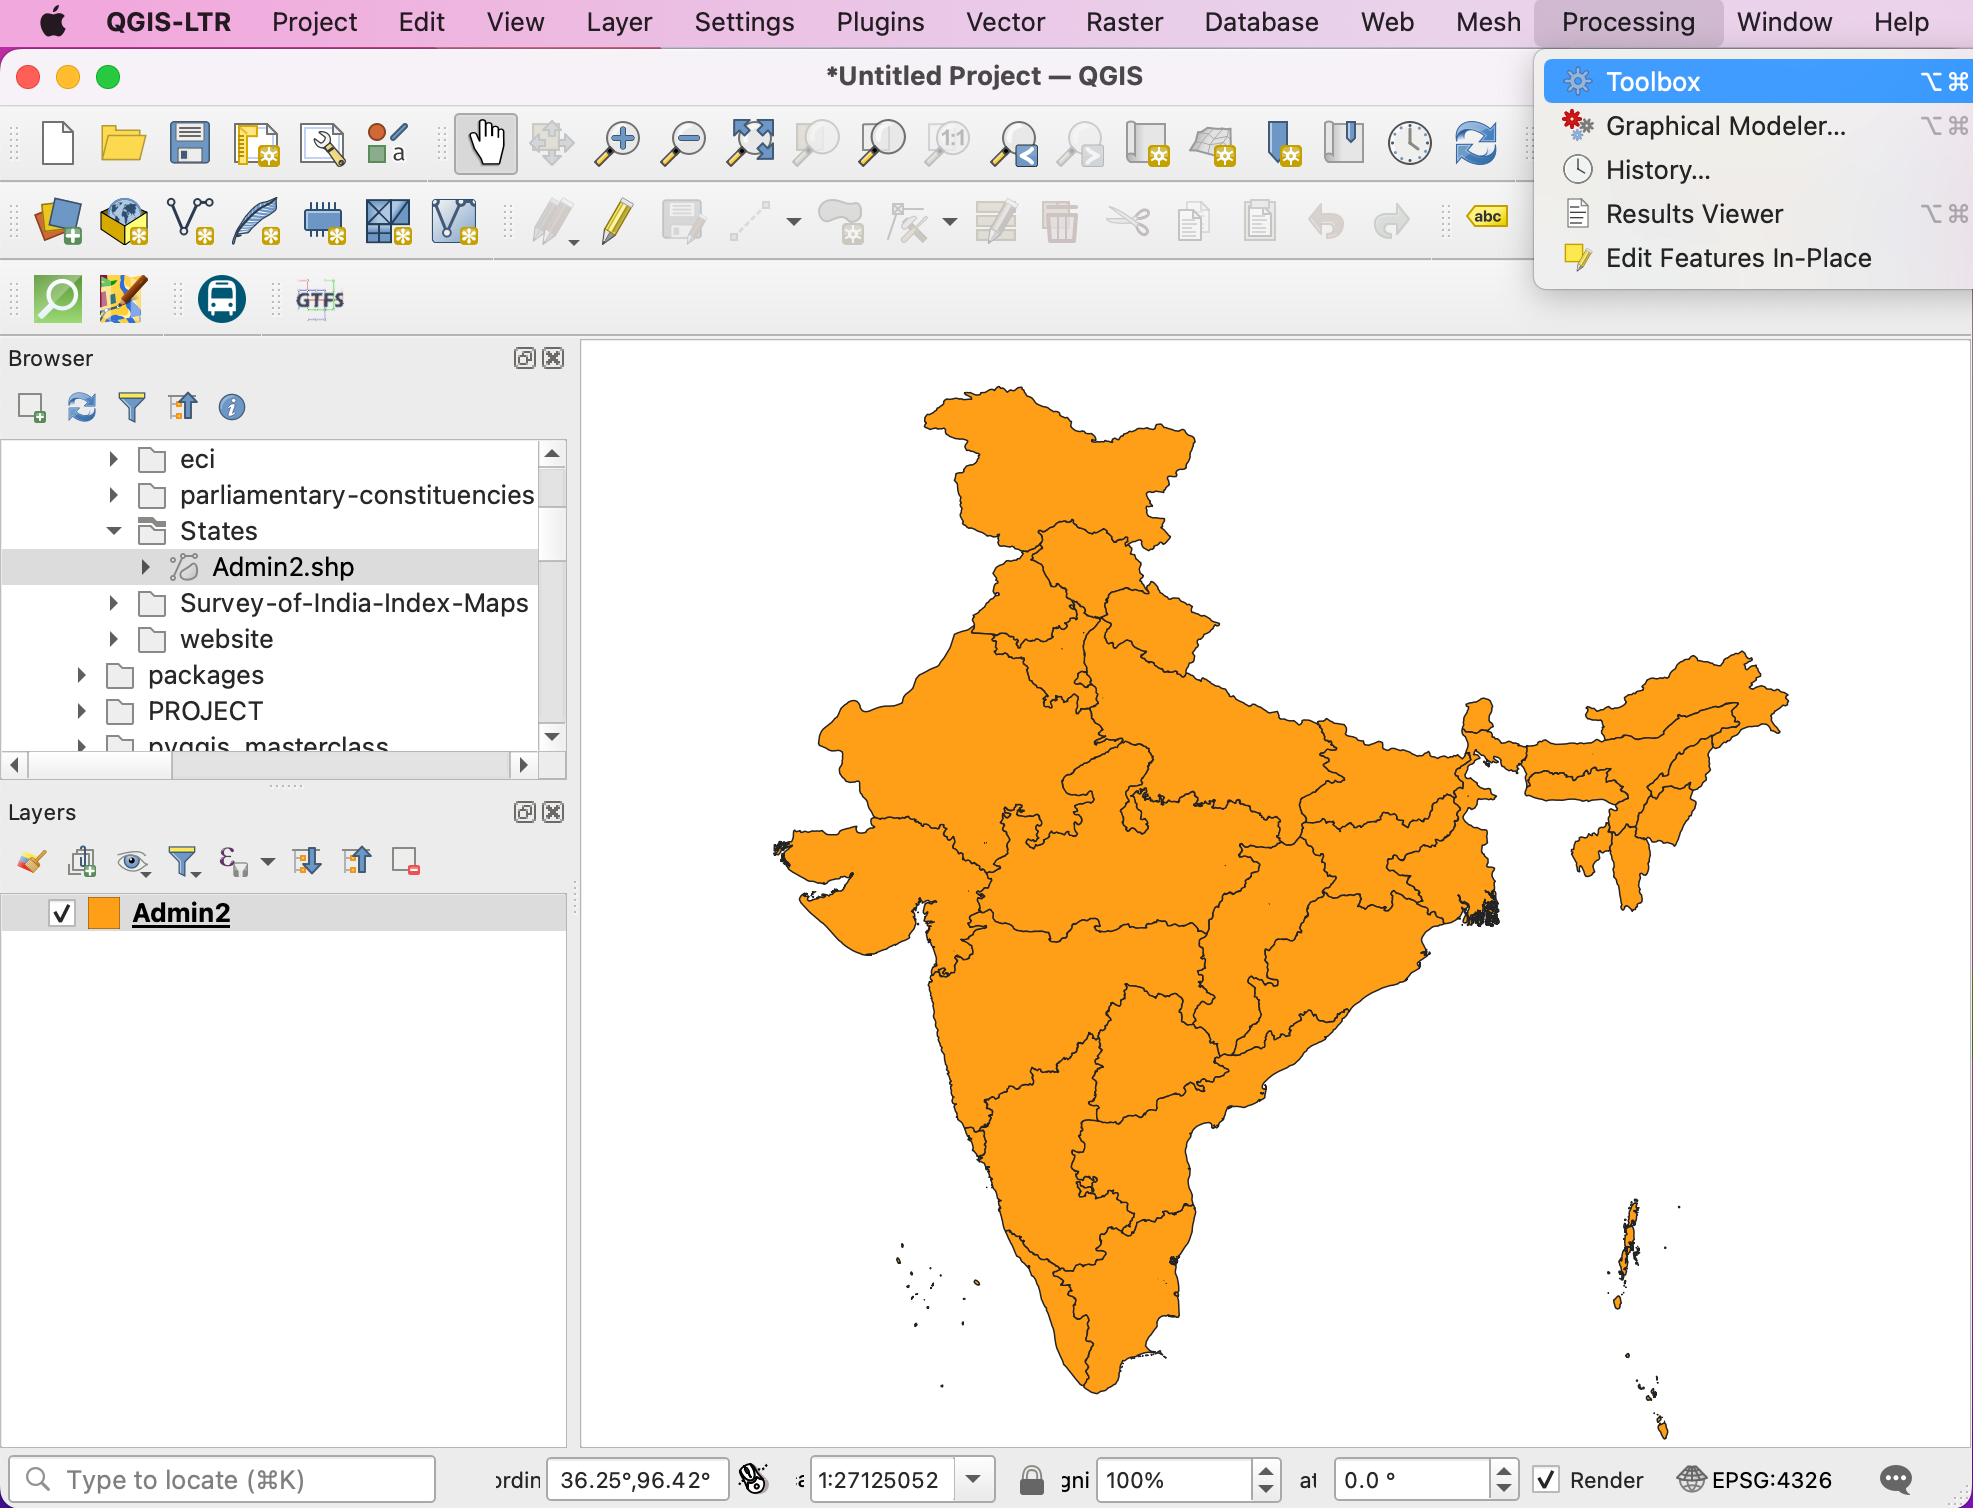 QGIS-LTR Project Edit View Layer Settings Plugins Vector Raster Database Web Mesh Processing Window Help
*Untitled Project — QGIS
Toolbox ⌥⌘
Graphical Modeler... ⌥⌘
History...
Results Viewer ⌥⌘
Edit Features In-Place
a
1:1
abc
GTFS
Browser
eci
parliamentary-constituencies
States
Admin2.shp
Survey-of-India-Index-Maps
website
packages
PROJECT
pyqgis_masterclass
Layers
Admin2
Type to locate (⌘K) ordin 36.25°,96.42° 1:27125052 gni 100% at 0.0 ° Render EPSG:4326